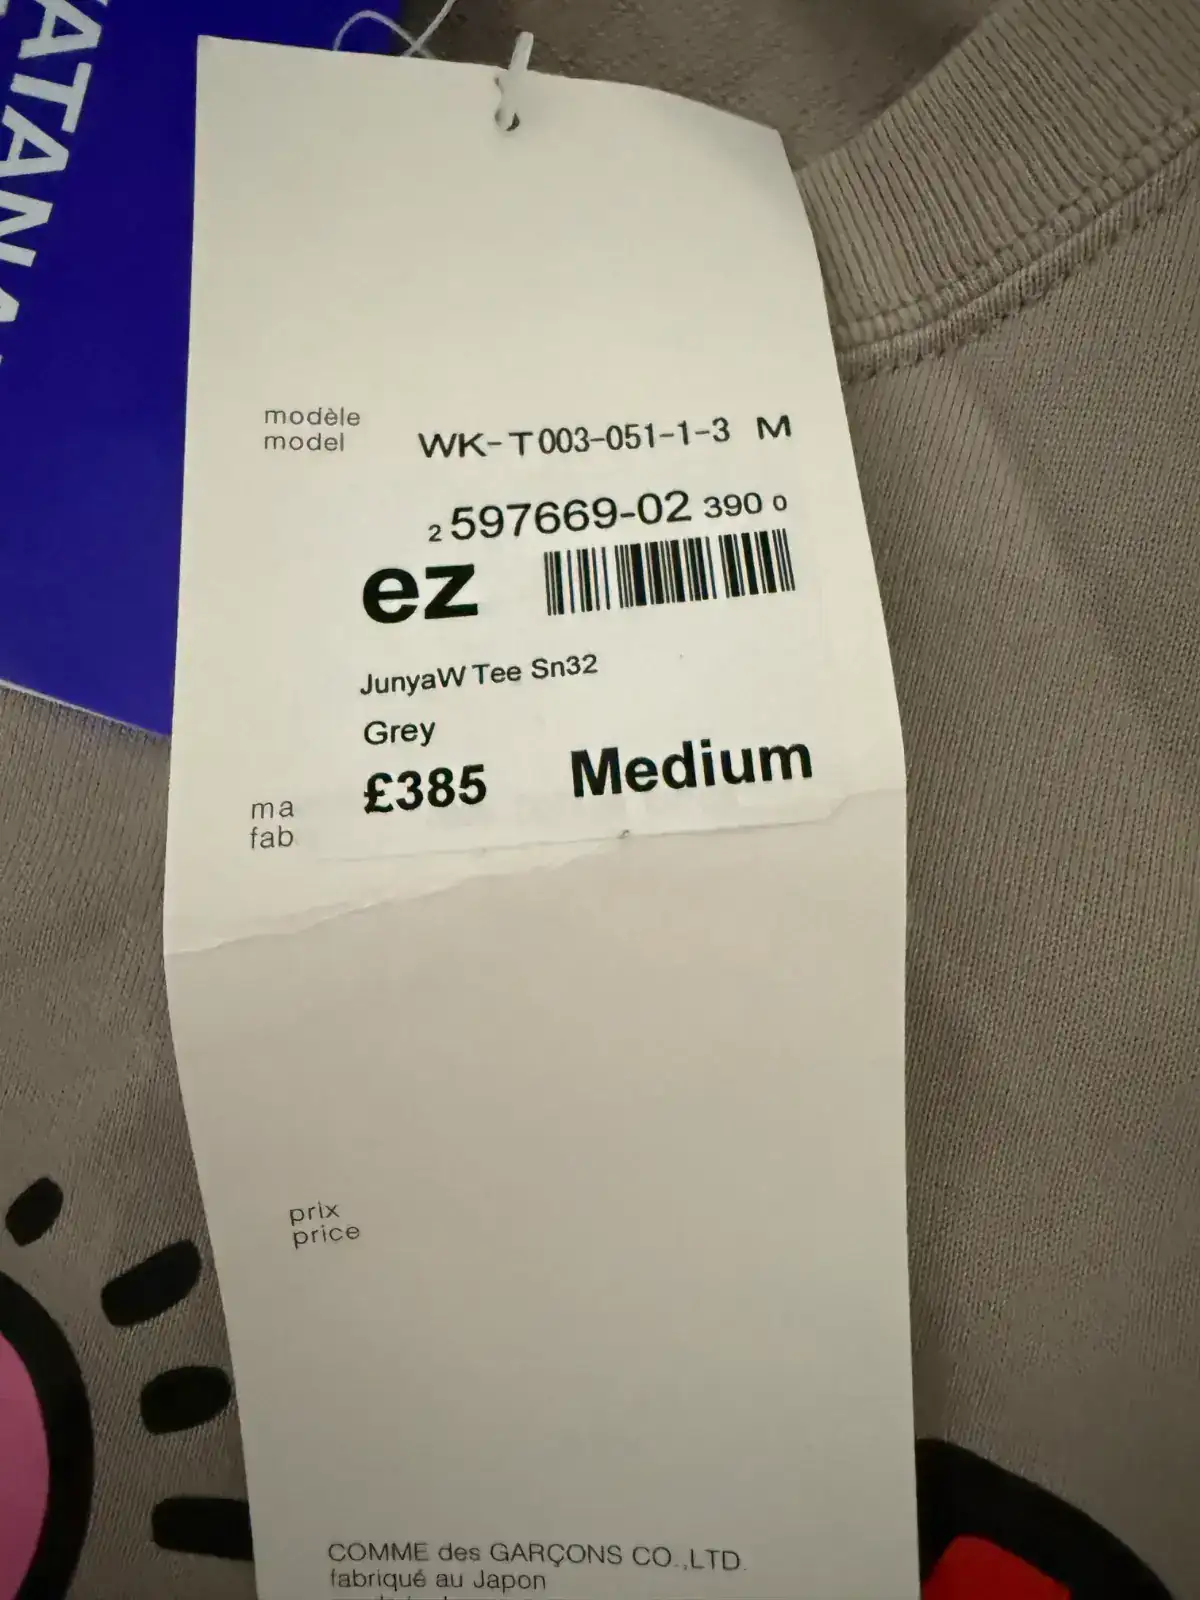 ATANA
modèle
model
WK-T003-051-1-3 M
2 597669-02 390 0
ez
JunyaW Tee Sn32
Grey
£385 Medium
ma
fab
prix
price
COMME des GARÇONS CO.,LTD.
fabriqué au Japon